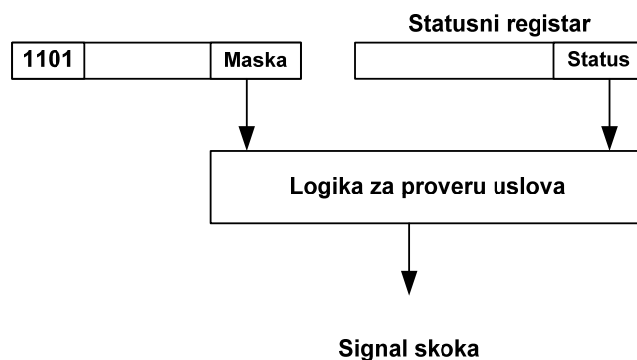 Statusni registar
1101 Maska Status
Logika za proveru uslova
Signal skoka